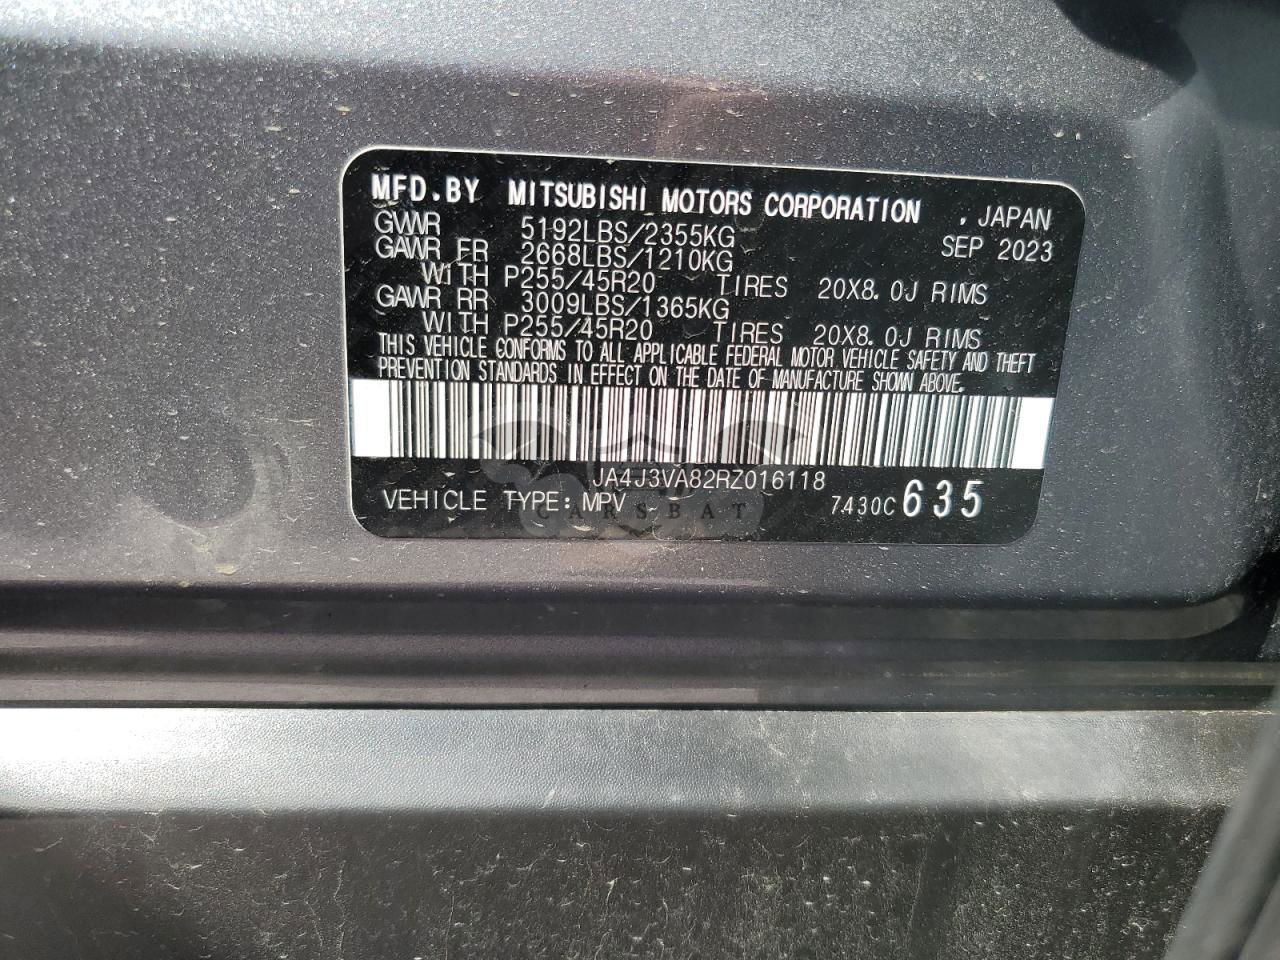 MFD.BY MITSUBISHI MOTORS CORPORATION , JAPAN
GVWR 5192LBS/2355KG SEP 2023
GAWR FR 2668LBS/1210KG
WITH P255/45R20 TIRES 20X8.0J RIMS
GAWR RR 3009LBS/1365KG
WITH P255/45R20 TIRES 20X8.0J RIMS
THIS VEHICLE CONFORMS TO ALL APPLICABLE FEDERAL MOTOR VEHICLE SAFETY AND THEFT
PREVENTION STANDARDS IN EFFECT ON THE DATE OF MANUFACTURE SHOWN ABOVE.
JA4J3VA82RZ016118
VEHICLE TYPE: MPV 7430C 635
CARSBAT